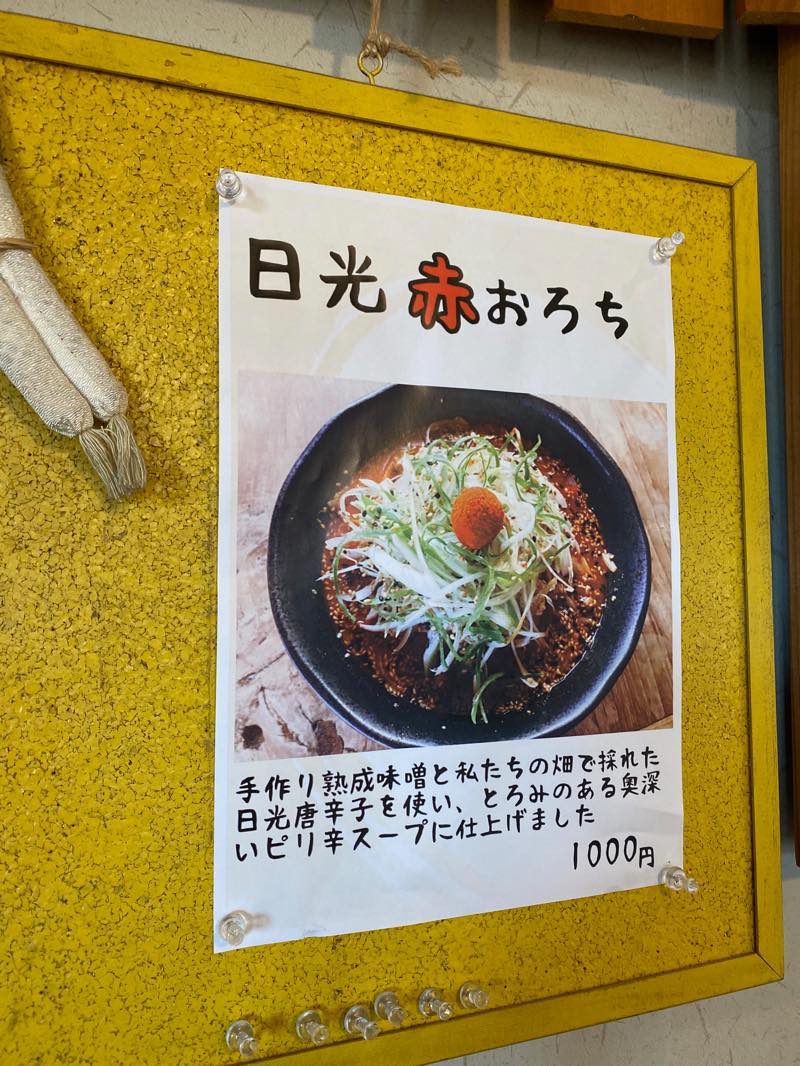 日光 赤おろち
手作り熟成味噌と私たちの畑で採れた
日光唐辛子を使い、とろみのある奥深
いピリ辛スープに仕上げました
1000円